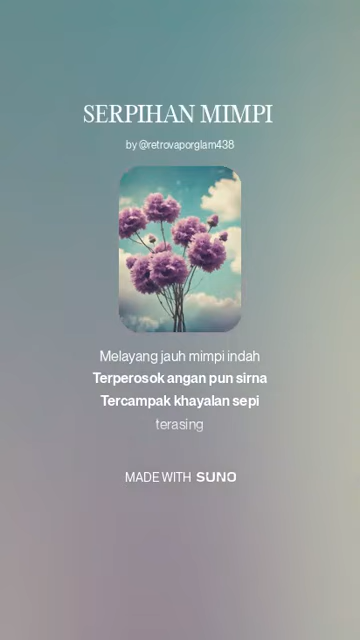 SERPIHAN MIMPI
by @retrovaporglam438
Melayang jauh mimpi indah
Terperosok angan pun sirna
Tercampak khayalan sepi
terasing
MADE WITH SUNO